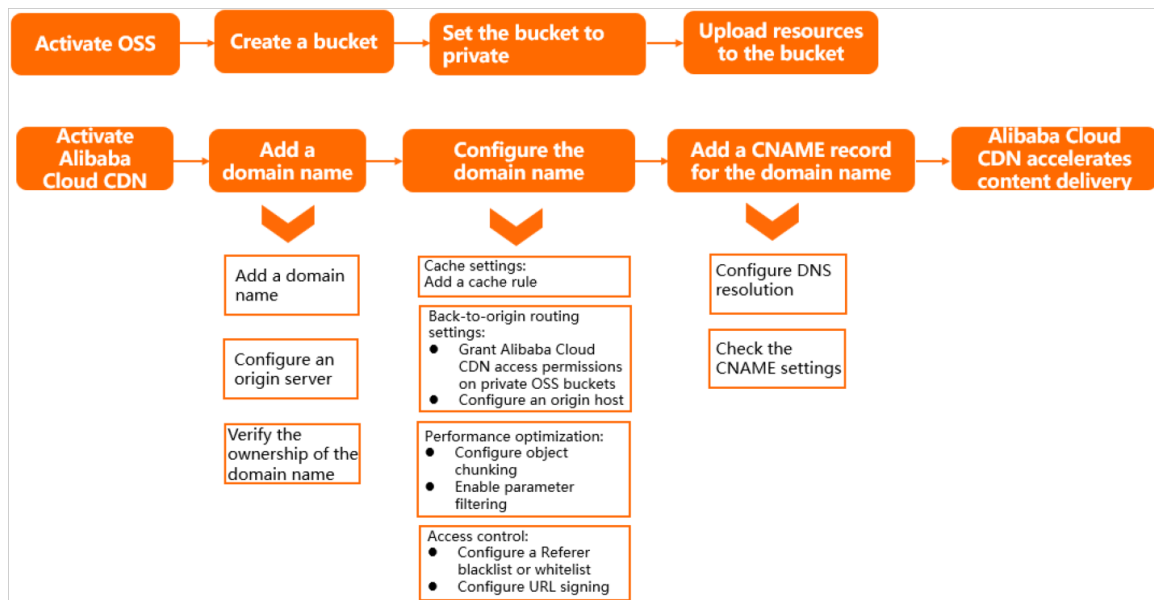 Activate OSS
Create a bucket
Set the bucket to
private
Upload resources
to the bucket
Activate
Alibaba
Cloud CDN
Add a
domain name
Configure the
domain name
Add a CNAME record
for the domain name
Alibaba Cloud
CDN accelerates
content delivery
Add a domain
name
Configure an
origin server
Verify the
ownership of the
domain name
Cache settings:
Add a cache rule
Back-to-origin routing
settings:
● Grant Alibaba Cloud
CDN access permissions
on private OSS buckets
● Configure an origin host
Performance optimization:
● Configure object
chunking
● Enable parameter
filtering
Access control:
● Configure a Referer
blacklist or whitelist
● Configure URL signing
Configure DNS
resolution
Check the
CNAME settings